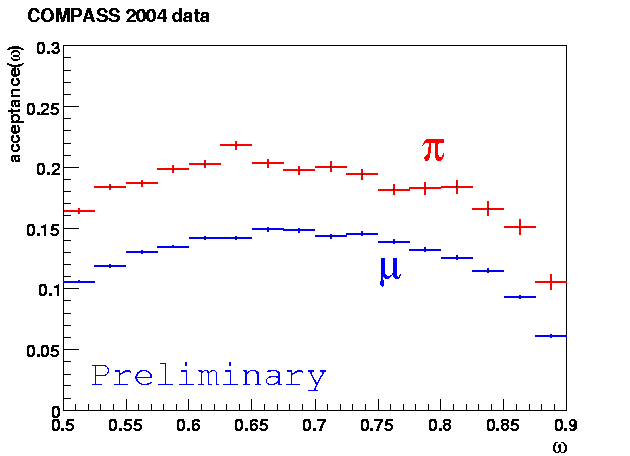 COMPASS 2004 data
acceptance(ω)
0.3
0.25
0.2
0.15
0.1
0.05
0
π
μ
Preliminary
0.5 0.55 0.6 0.65 0.7 0.75 0.8 0.85 0.9
ω